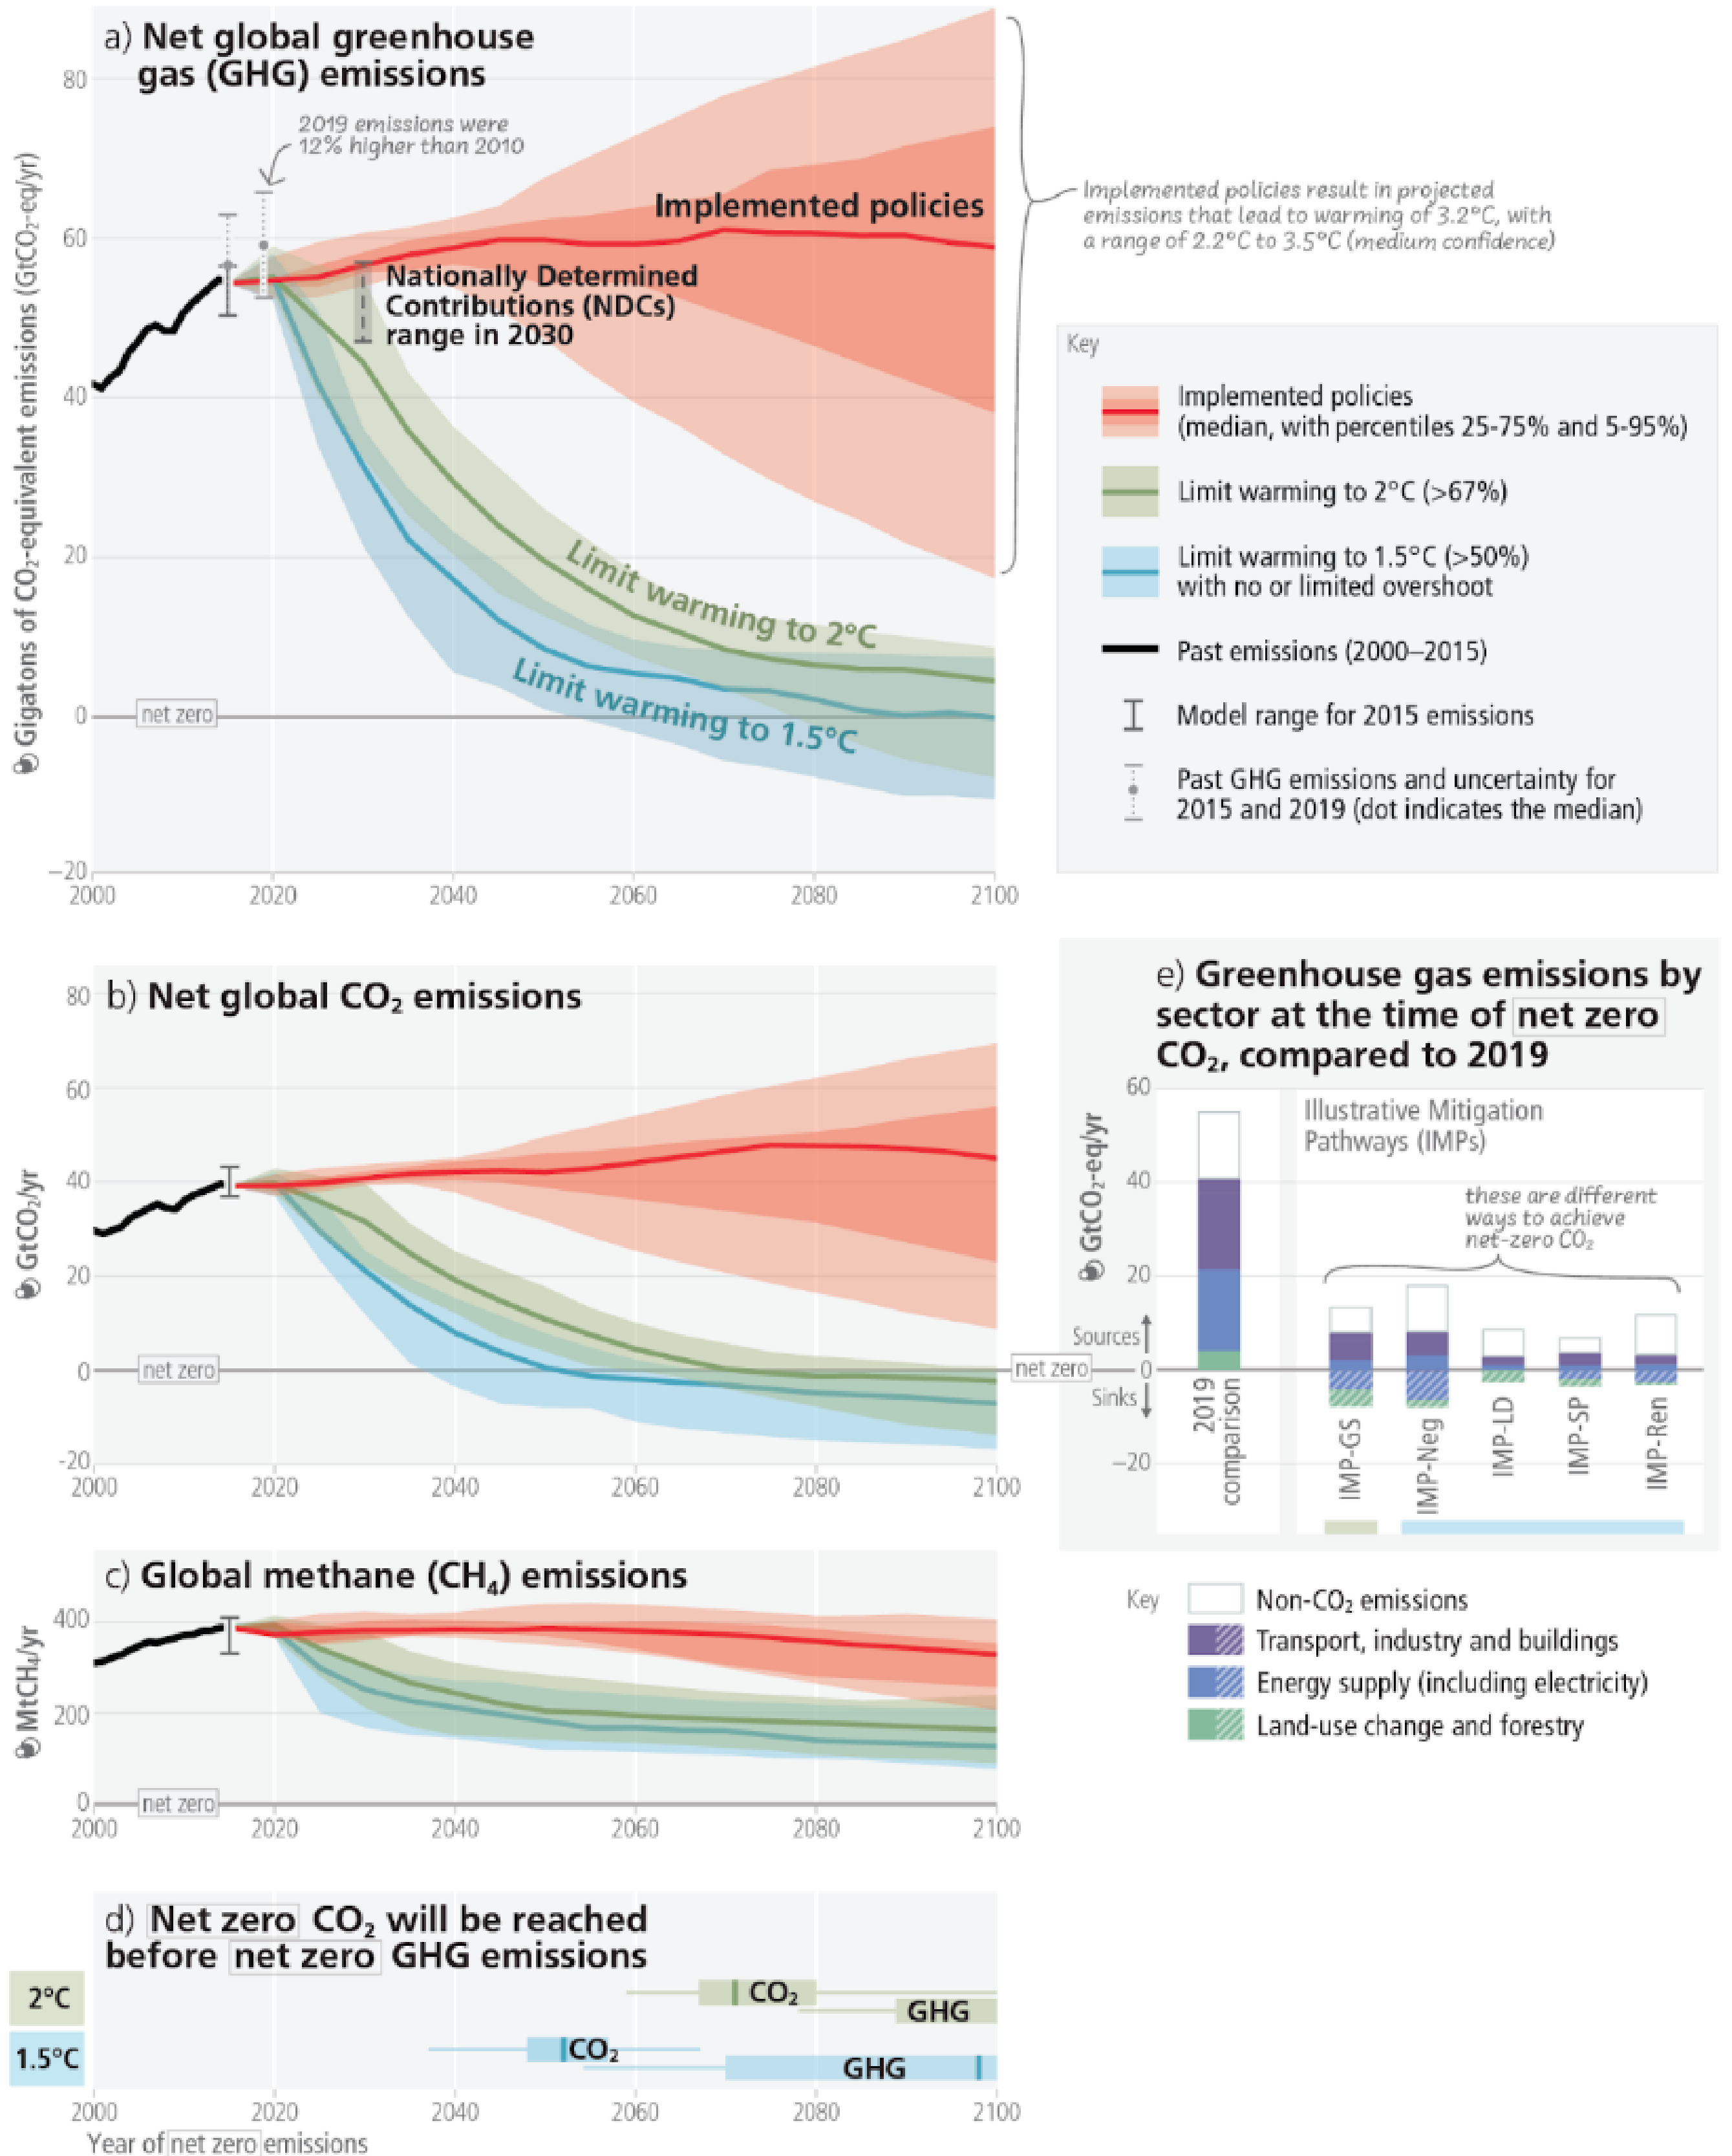 a) Net global greenhouse
gas (GHG) emissions
Gigatons of CO₂-equivalent emissions (GtCO₂-eq/yr)
80
60
40
20
0
−20
2019 emissions were
12% higher than 2010
Implemented policies
Nationally Determined
Contributions (NDCs)
range in 2030
Limit warming to 2°C
Limit warming to 1.5°C
net zero
2000
2020
2040
2060
2080
2100
Implemented policies result in projected
emissions that lead to warming of 3.2°C, with
a range of 2.2°C to 3.5°C (medium confidence)
Key
Implemented policies
(median, with percentiles 25-75% and 5-95%)
Limit warming to 2°C (>67%)
Limit warming to 1.5°C (>50%)
with no or limited overshoot
Past emissions (2000–2015)
Model range for 2015 emissions
Past GHG emissions and uncertainty for
2015 and 2019 (dot indicates the median)
b) Net global CO₂ emissions
GtCO₂/yr
80
60
40
20
0
-20
net zero
net zero
2000
2020
2040
2060
2080
2100
e) Greenhouse gas emissions by
sector at the time of net zero
CO₂, compared to 2019
GtCO₂-eq/yr
60
40
20
0
−20
Sources
Sinks
Illustrative Mitigation
Pathways (IMPs)
these are different
ways to achieve
net-zero CO₂
2019
comparison
IMP-GS
IMP-Neg
IMP-LD
IMP-SP
IMP-Ren
Key
Non-CO₂ emissions
Transport, industry and buildings
Energy supply (including electricity)
Land-use change and forestry
c) Global methane (CH₄) emissions
MtCH₄/yr
400
200
0
net zero
2000
2020
2040
2060
2080
2100
d) Net zero CO₂ will be reached
before net zero GHG emissions
2°C
CO₂
GHG
1.5°C
CO₂
GHG
2000
2020
2040
2060
2080
2100
Year of net zero emissions